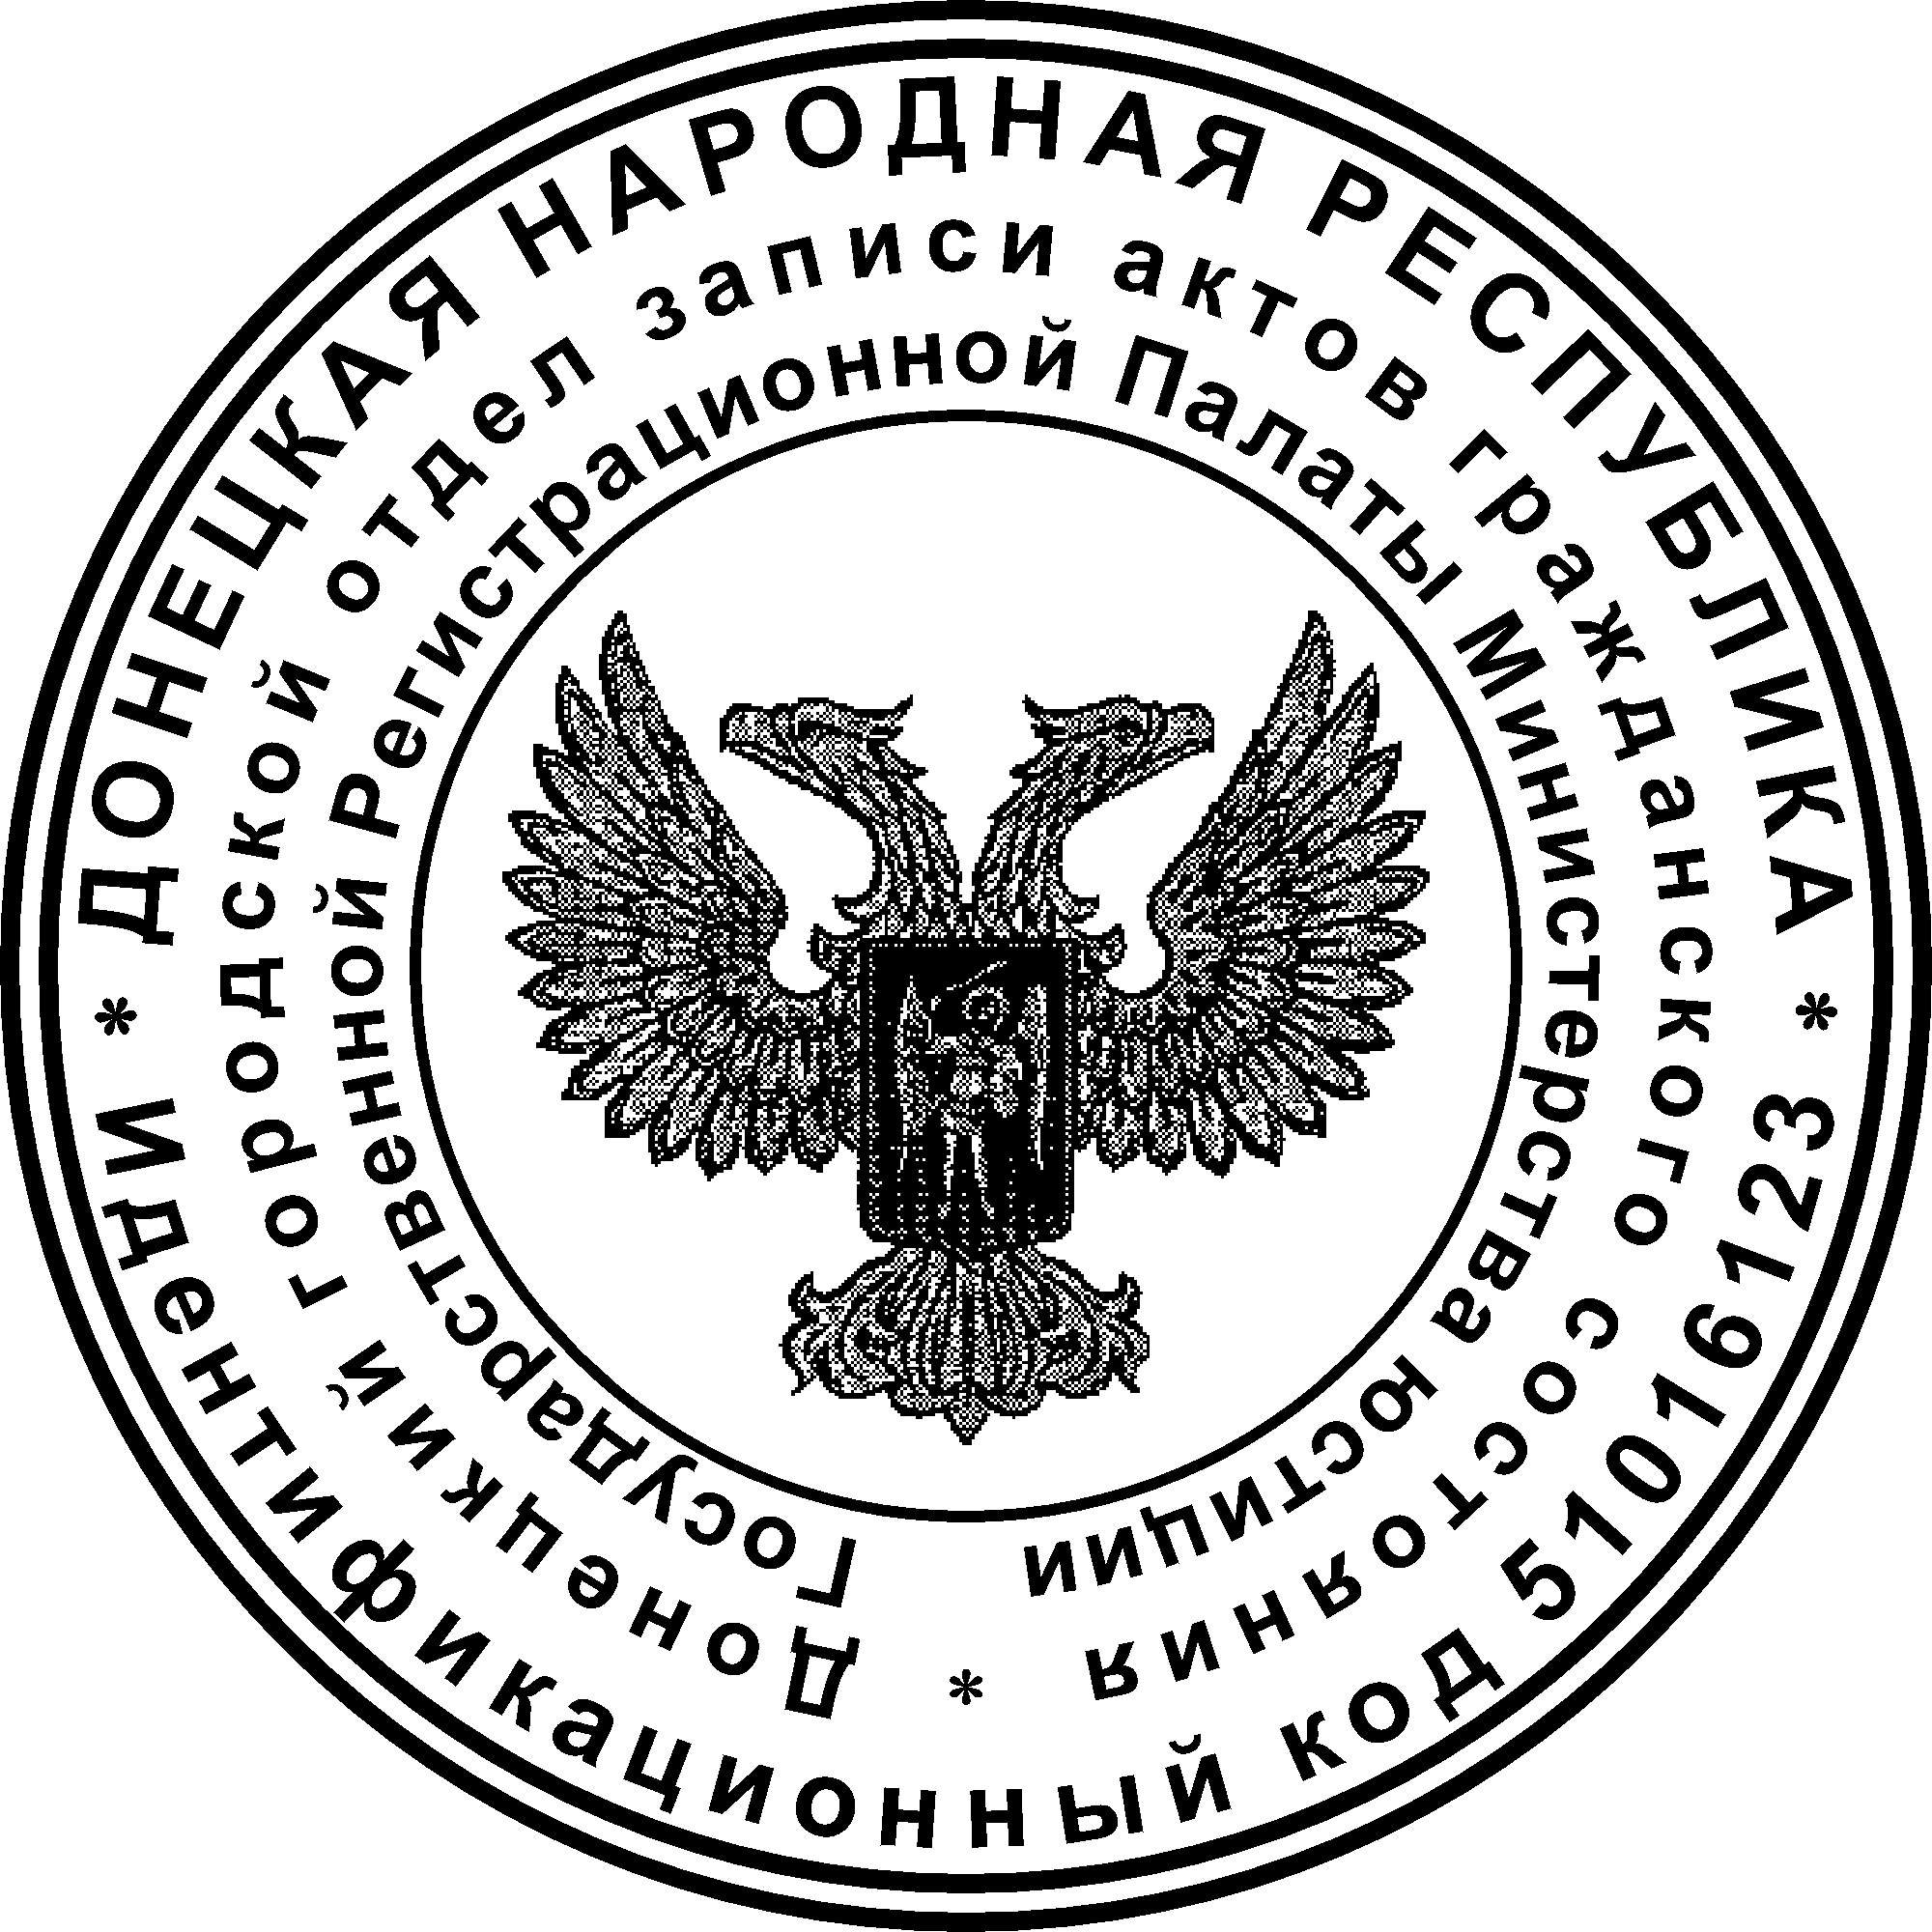 * ДОНЕЦКАЯ НАРОДНАЯ РЕСПУБЛИКА *
Идентификационный код 51016123
Донецкий городской отдел записи актов гражданского состояния *
Государственной Регистрационной Палаты Министерства юстиции